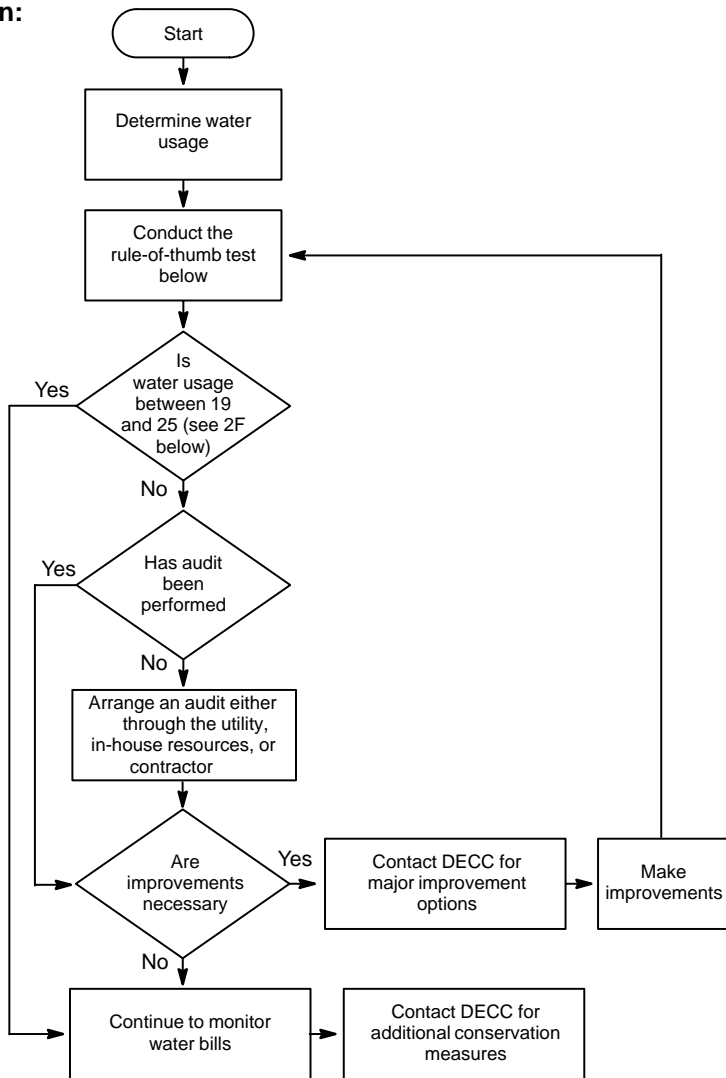 n:
Start
Determine water
usage
Conduct the
rule-of-thumb test
below
Is
water usage
between 19
and 25 (see 2F
below)
Yes
No
Has audit
been
performed
Yes
No
Arrange an audit either
through the utility,
in-house resources, or
contractor
Are
improvements
necessary
Yes
Contact DECC for
major improvement
options
Make
improvements
No
Continue to monitor
water bills
Contact DECC for
additional conservation
measures